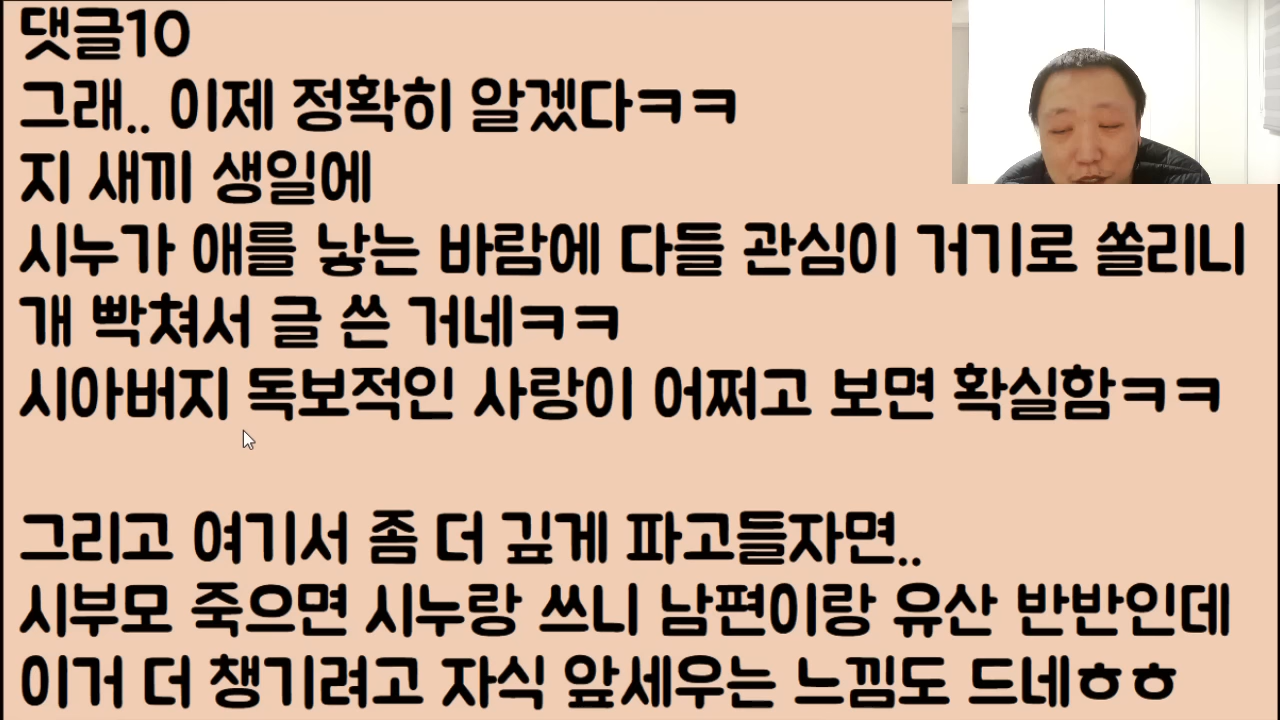 댓글10
그래.. 이제 정확히 알겠다ㅋㅋ
지 새끼 생일에
시누가 애를 낳는 바람에 다들 관심이 거기로 쏠리니
개 빡쳐서 글 쓴 거네ㅋㅋ
시아버지 독보적인 사랑이 어쩌고 보면 확실함ㅋㅋ
그리고 여기서 좀 더 깊게 파고들자면..
시부모 죽으면 시누랑 쓰니 남편이랑 유산 반반인데
이거 더 챙기려고 자식 앞세우는 느낌도 드네ㅎㅎ